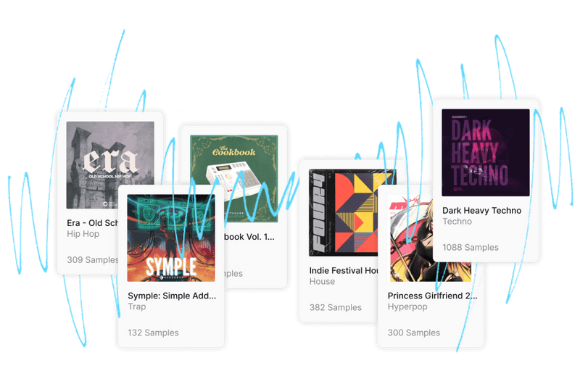 era
OLD SCHOOL HIP HOP
Era - Old Sch
Hip Hop
309 Samples
The
Cookbook
book Vol. 1...
ples
SYMPLE
Symple: Simple Add...
Trap
132 Samples
Indie Festival Hou
House
382 Samples
Princess Girlfriend 2...
Hyperpop
300 Samples
DARK
HEAVY
TECHNO
Dark Heavy Techno
Techno
1088 Samples